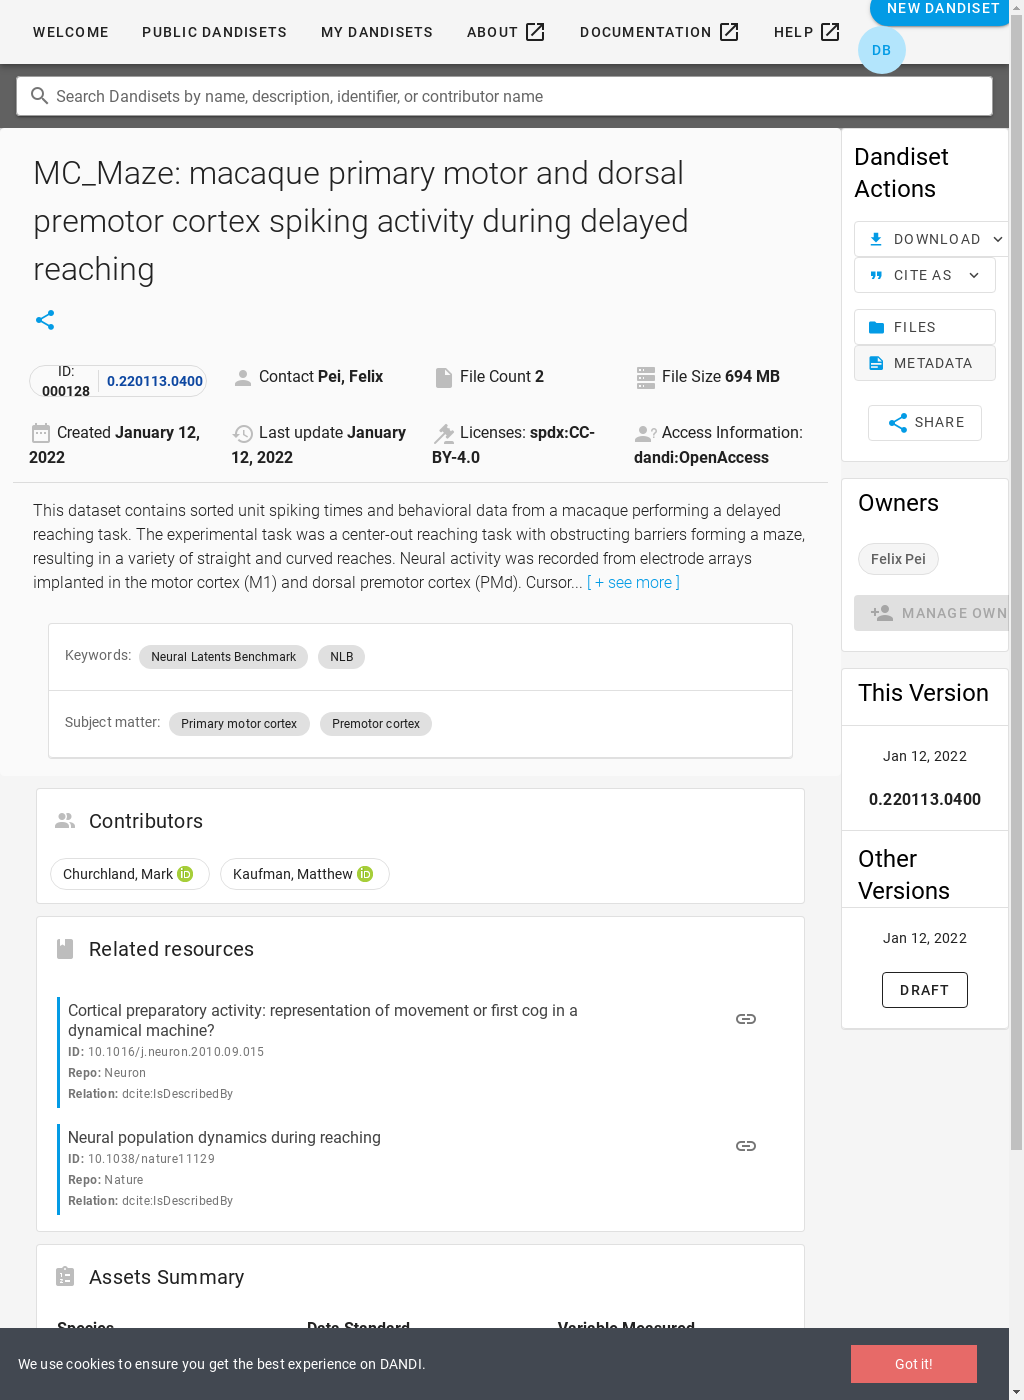 WELCOME
PUBLIC DANDISETS
MY DANDISETS
ABOUT
DOCUMENTATION
HELP
NEW DANDISET
DB
Search Dandisets by name, description, identifier, or contributor name
MC_Maze: macaque primary motor and dorsal
premotor cortex spiking activity during delayed
reaching
ID:
000128
0.220113.0400
Contact Pei, Felix
File Count 2
File Size 694 MB
Created January 12,
2022
Last update January
12, 2022
Licenses: spdx:CC-
BY-4.0
Access Information:
dandi:OpenAccess
This dataset contains sorted unit spiking times and behavioral data from a macaque performing a delayed
reaching task. The experimental task was a center-out reaching task with obstructing barriers forming a maze,
resulting in a variety of straight and curved reaches. Neural activity was recorded from electrode arrays
implanted in the motor cortex (M1) and dorsal premotor cortex (PMd). Cursor... [ + see more ]
Keywords: Neural Latents Benchmark NLB
Subject matter: Primary motor cortex Premotor cortex
Contributors
Churchland, Mark iD
Kaufman, Matthew iD
Related resources
Cortical preparatory activity: representation of movement or first cog in a
dynamical machine?
ID: 10.1016/j.neuron.2010.09.015
Repo: Neuron
Relation: dcite:IsDescribedBy
Neural population dynamics during reaching
ID: 10.1038/nature11129
Repo: Nature
Relation: dcite:IsDescribedBy
Assets Summary
Species
Data Standard
Variable Measured
Dandiset
Actions
DOWNLOAD
CITE AS
FILES
METADATA
SHARE
Owners
Felix Pei
MANAGE OWN
This Version
Jan 12, 2022
0.220113.0400
Other
Versions
Jan 12, 2022
DRAFT
We use cookies to ensure you get the best experience on DANDI.
Got it!